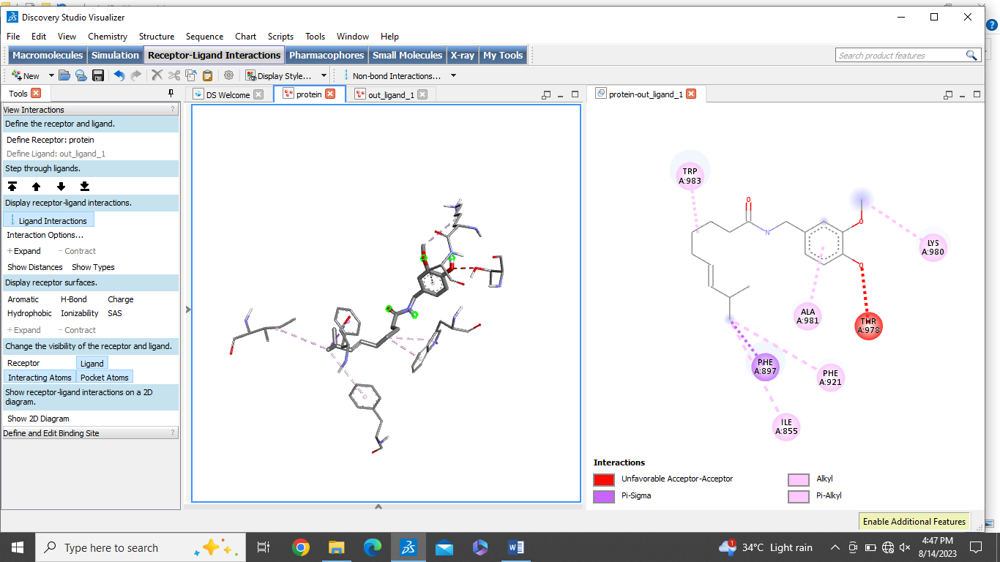 Discovery Studio Visualizer
File Edit View Chemistry Structure Sequence Chart Scripts Tools Window Help
Macromolecules Simulation Receptor-Ligand Interactions Pharmacophores Small Molecules X-ray My Tools
Search product features
New Display Style... Non-bond Interactions...
Tools
DS Welcome protein out_ligand_1
protein-out_ligand_1
View Interactions ?
Define the receptor and ligand.
Define Receptor: protein
Define Ligand: out_ligand_1
Step through ligands.
Display receptor-ligand interactions.
Ligand Interactions
Interaction Options...
+ Expand − Contract
Show Distances Show Types
Display receptor surfaces.
Aromatic H-Bond Charge
Hydrophobic Ionizability SAS
+ Expand − Contract
Change the visibility of the receptor and ligand.
Receptor Ligand
Interacting Atoms Pocket Atoms
Show receptor-ligand interactions on a 2D
diagram.
Show 2D Diagram
Define and Edit Binding Site ?
TRP
A:983
O
N
O
O
LYS
A:980
ALA
A:981
THR
A:978
PHE
A:897
PHE
A:921
ILE
A:855
Interactions
Unfavorable Acceptor-Acceptor
Pi-Sigma
Alkyl
Pi-Alkyl
Enable Additional Features
Type here to search
1
34°C Light rain
4:47 PM
8/14/2023